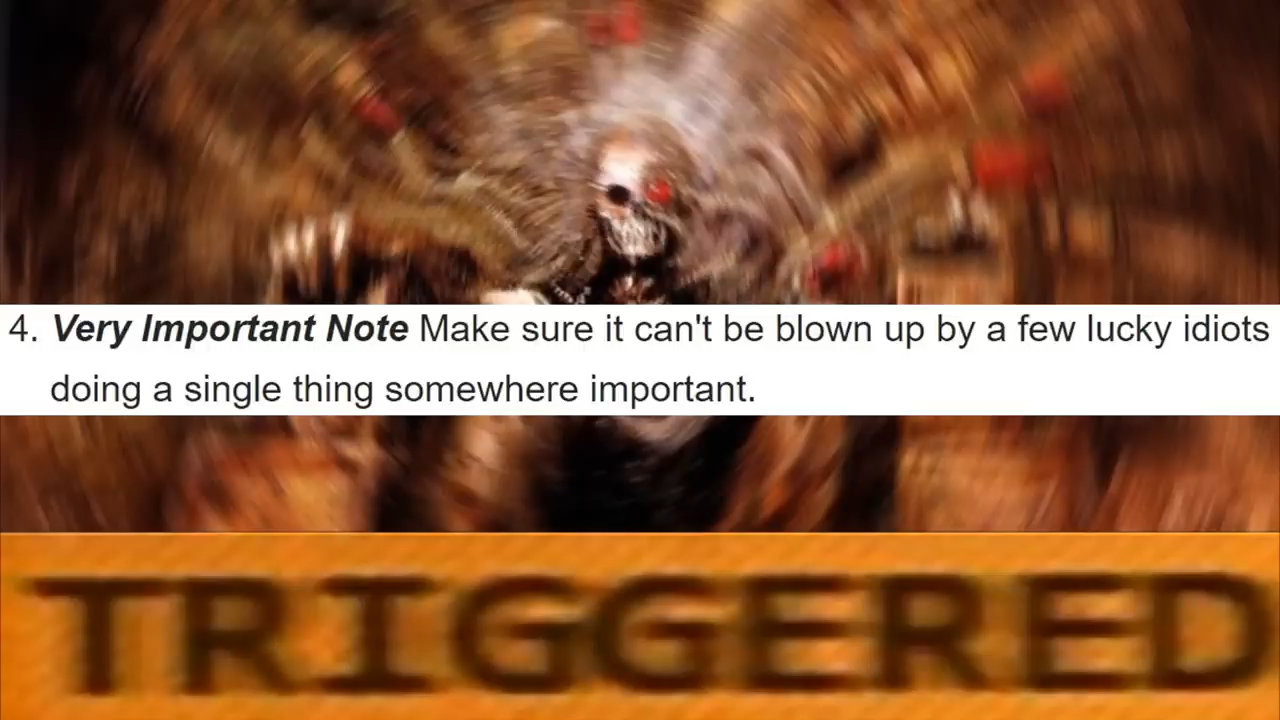 4. Very Important Note Make sure it can't be blown up by a few lucky idiots
doing a single thing somewhere important.
TRIGGERED